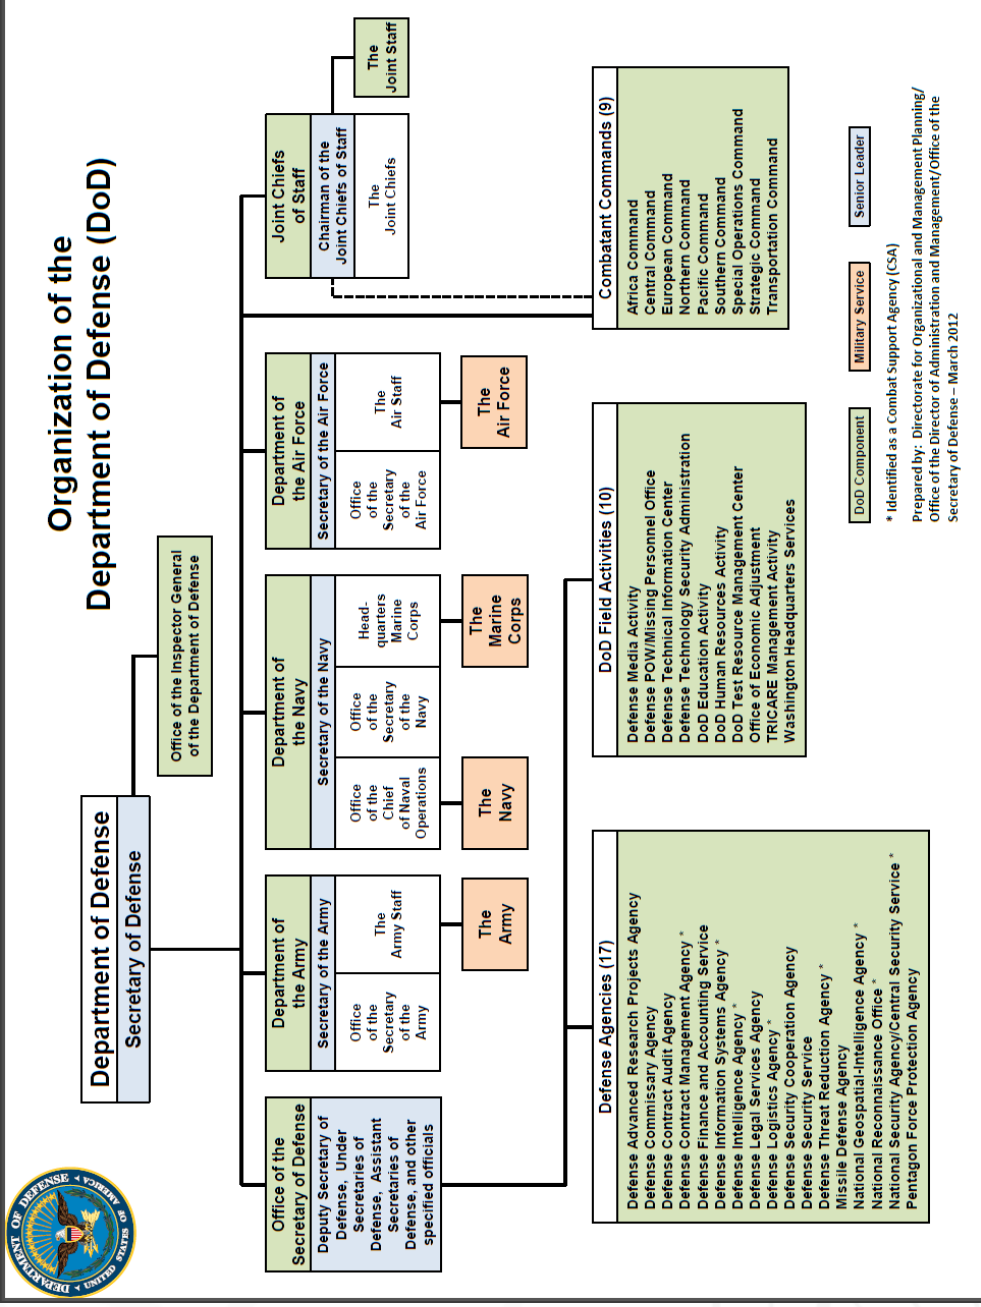 Organization of the
Department of Defense (DoD)
DEPARTMENT OF DEFENSE
UNITED STATES OF AMERICA
Department of Defense
Secretary of Defense
Office of the Inspector General
of the Department of Defense
Office of the
Secretary of Defense
Deputy Secretary of
Defense, Under
Secretaries of
Defense, Assistant
Secretaries of
Defense, and other
specified officials
Department of
the Army
Secretary of the Army
Office
of the
Secretary
of the
Army
The
Army Staff
The
Army
Department of
the Navy
Secretary of the Navy
Office
of the
Chief
of Naval
Operations
Office
of the
Secretary
of the
Navy
Head-
quarters
Marine
Corps
The
Navy
The
Marine
Corps
Department of
the Air Force
Secretary of the Air Force
Office
of the
Secretary
of the
Air Force
The
Air Staff
The
Air Force
Joint Chiefs
of Staff
Chairman of the
Joint Chiefs of Staff
The
Joint Chiefs
The
Joint Staff
Defense Agencies (17)
Defense Advanced Research Projects Agency
Defense Commissary Agency
Defense Contract Audit Agency
Defense Contract Management Agency *
Defense Finance and Accounting Service
Defense Information Systems Agency *
Defense Intelligence Agency *
Defense Legal Services Agency
Defense Logistics Agency *
Defense Security Cooperation Agency
Defense Security Service
Defense Threat Reduction Agency *
Missile Defense Agency
National Geospatial-Intelligence Agency *
National Reconnaissance Office *
National Security Agency/Central Security Service *
Pentagon Force Protection Agency
DoD Field Activities (10)
Defense Media Activity
Defense POW/Missing Personnel Office
Defense Technical Information Center
Defense Technology Security Administration
DoD Education Activity
DoD Human Resources Activity
DoD Test Resource Management Center
Office of Economic Adjustment
TRICARE Management Activity
Washington Headquarters Services
Combatant Commands (9)
Africa Command
Central Command
European Command
Northern Command
Pacific Command
Southern Command
Special Operations Command
Strategic Command
Transportation Command
DoD Component
Military Service
Senior Leader
* Identified as a Combat Support Agency (CSA)
Prepared by: Directorate for Organizational and Management Planning/
Office of the Director of Administration and Management/Office of the
Secretary of Defense – March 2012